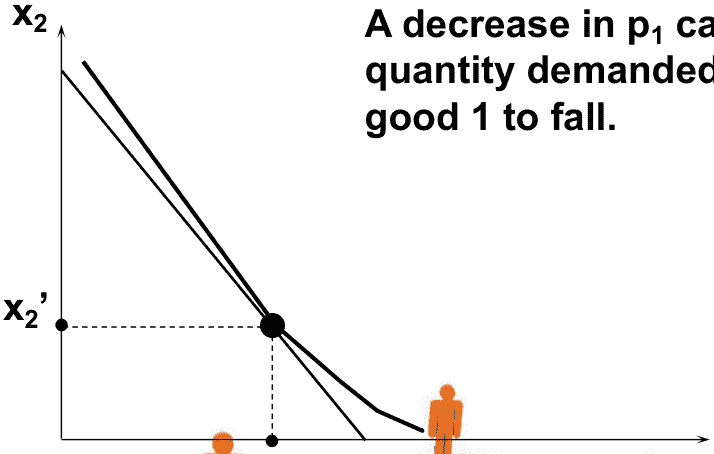 x₂
A decrease in p₁ ca
quantity demanded
good 1 to fall.
x₂’